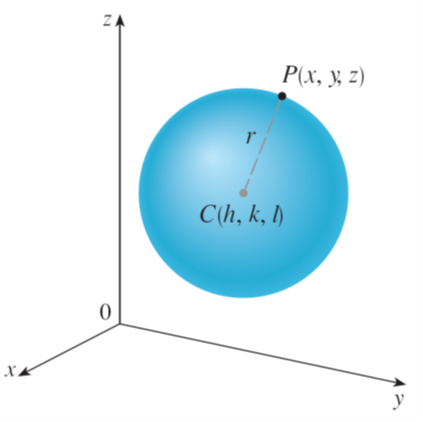 z
P(x, y, z)
r
C(h, k, l)
0
x
y